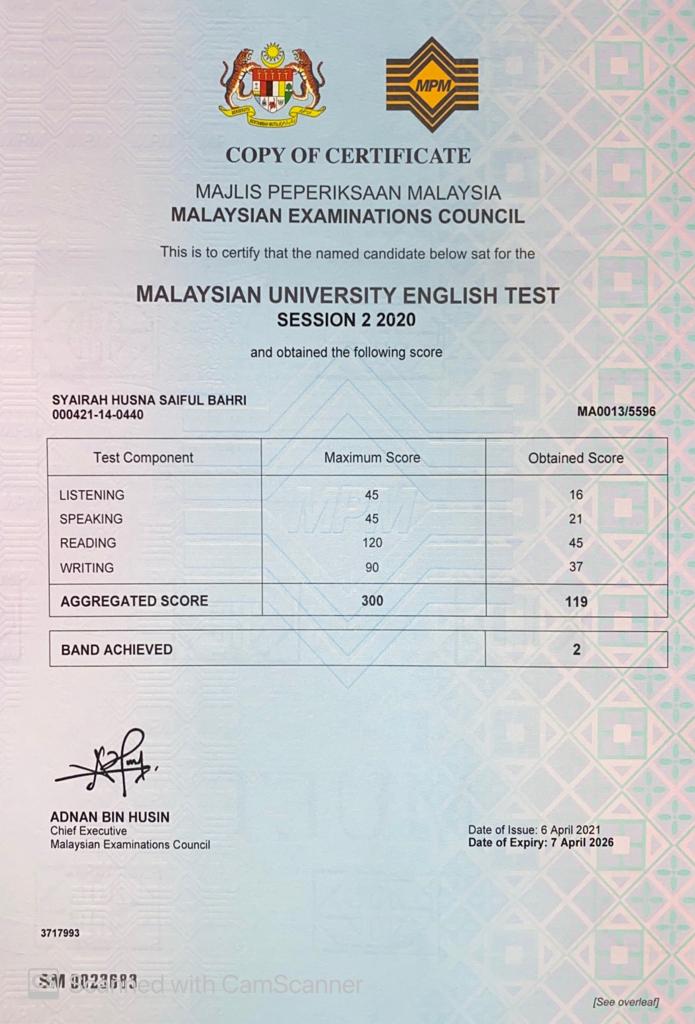 MPM
COPY OF CERTIFICATE
MAJLIS PEPERIKSAAN MALAYSIA
MALAYSIAN EXAMINATIONS COUNCIL
This is to certify that the named candidate below sat for the
MALAYSIAN UNIVERSITY ENGLISH TEST
SESSION 2 2020
and obtained the following score
SYAIRAH HUSNA SAIFUL BAHRI
000421-14-0440 MA0013/5596
Test Component Maximum Score Obtained Score
LISTENING 45 16
SPEAKING 45 21
READING 120 45
WRITING 90 37
AGGREGATED SCORE 300 119
BAND ACHIEVED 2
ADNAN BIN HUSIN
Chief Executive
Malaysian Examinations Council
Date of Issue: 6 April 2021
Date of Expiry: 7 April 2026
3717993
SM 0023683
Scanned with CamScanner
[See overleaf]